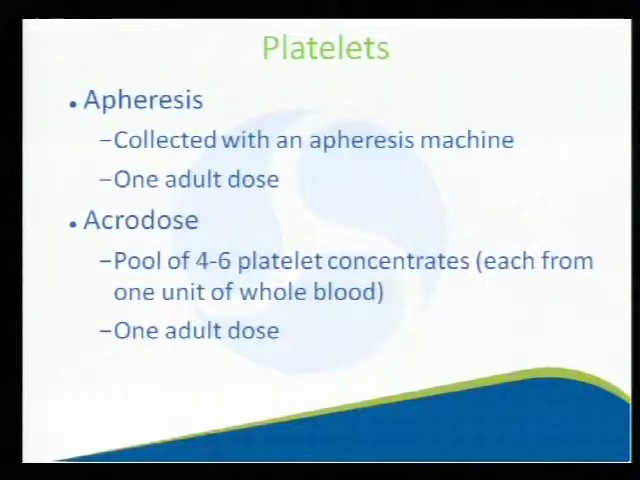 Platelets
• Apheresis
–Collected with an apheresis machine
–One adult dose
• Acrodose
–Pool of 4-6 platelet concentrates (each from
one unit of whole blood)
–One adult dose